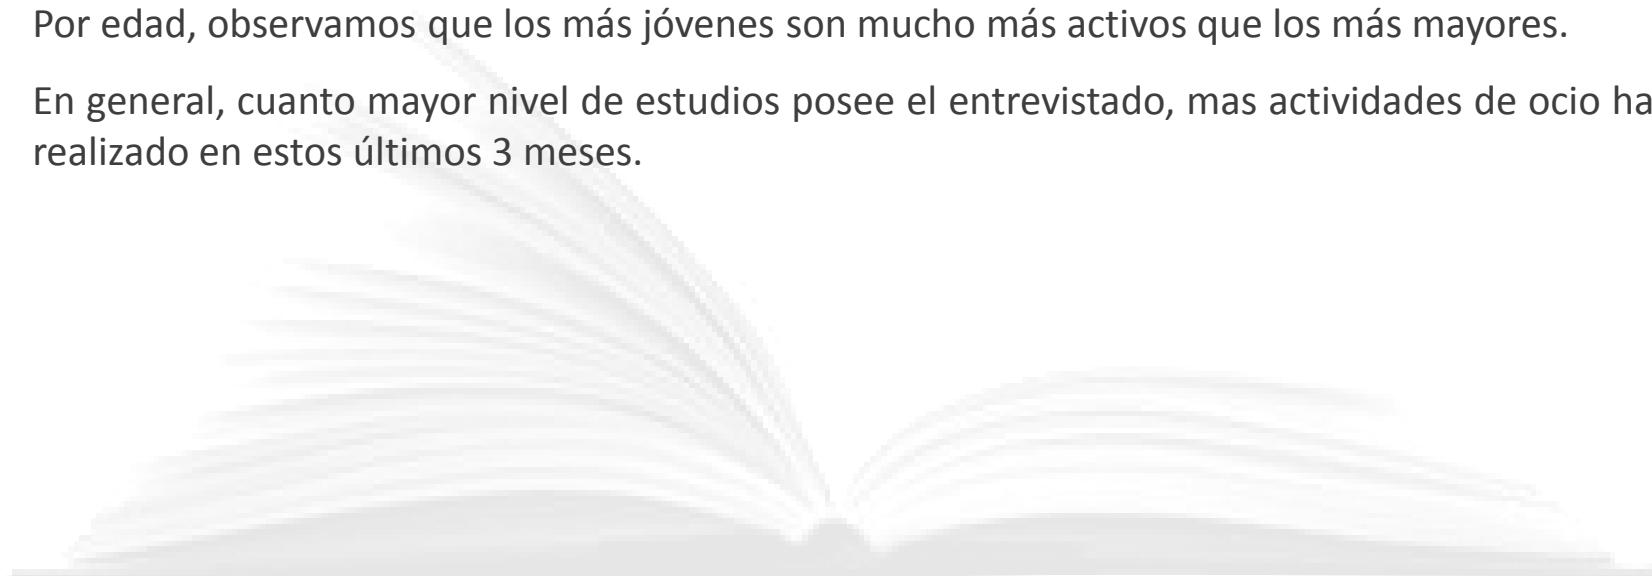 Por edad, observamos que los más jóvenes son mucho más activos que los más mayores.
En general, cuanto mayor nivel de estudios posee el entrevistado, mas actividades de ocio ha
realizado en estos últimos 3 meses.